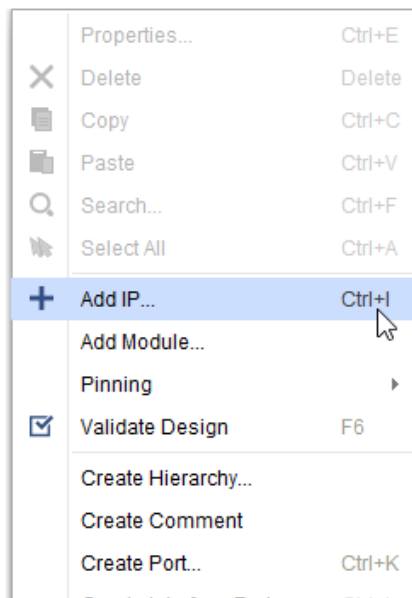 Properties... Ctrl+E
Delete Delete
Copy Ctrl+C
Paste Ctrl+V
Search... Ctrl+F
Select All Ctrl+A
Add IP... Ctrl+I
Add Module...
Pinning
Validate Design F6
Create Hierarchy...
Create Comment
Create Port... Ctrl+K